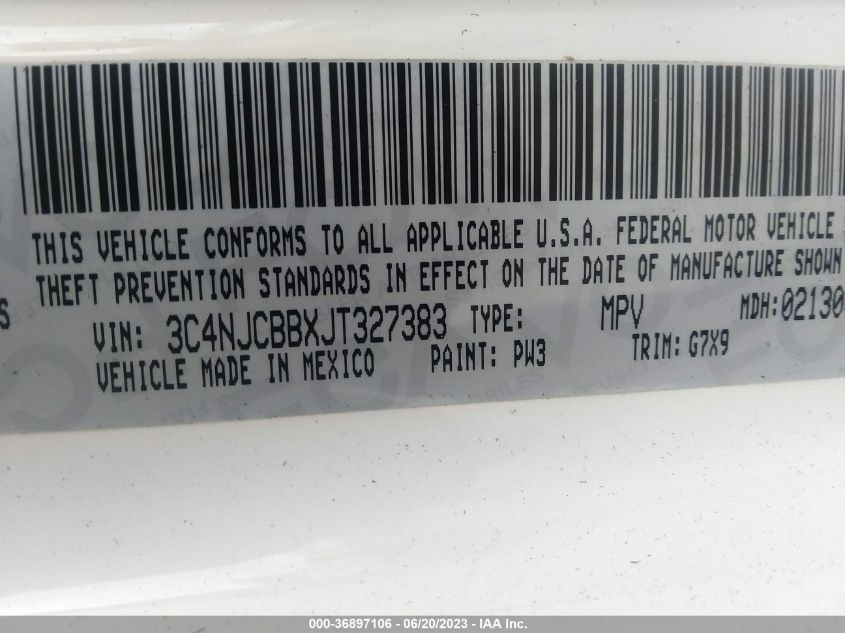 THIS VEHICLE CONFORMS TO ALL APPLICABLE U.S.A. FEDERAL MOTOR VEHICLE
THEFT PREVENTION STANDARDS IN EFFECT ON THE DATE OF MANUFACTURE SHOWN
S
VIN: 3C4NJCBBXJT327383 TYPE: MPV MDH:02130
VEHICLE MADE IN MEXICO PAINT: PW3 TRIM: G7X9
000-36897106 / 06/20/2023 - IAA Inc.